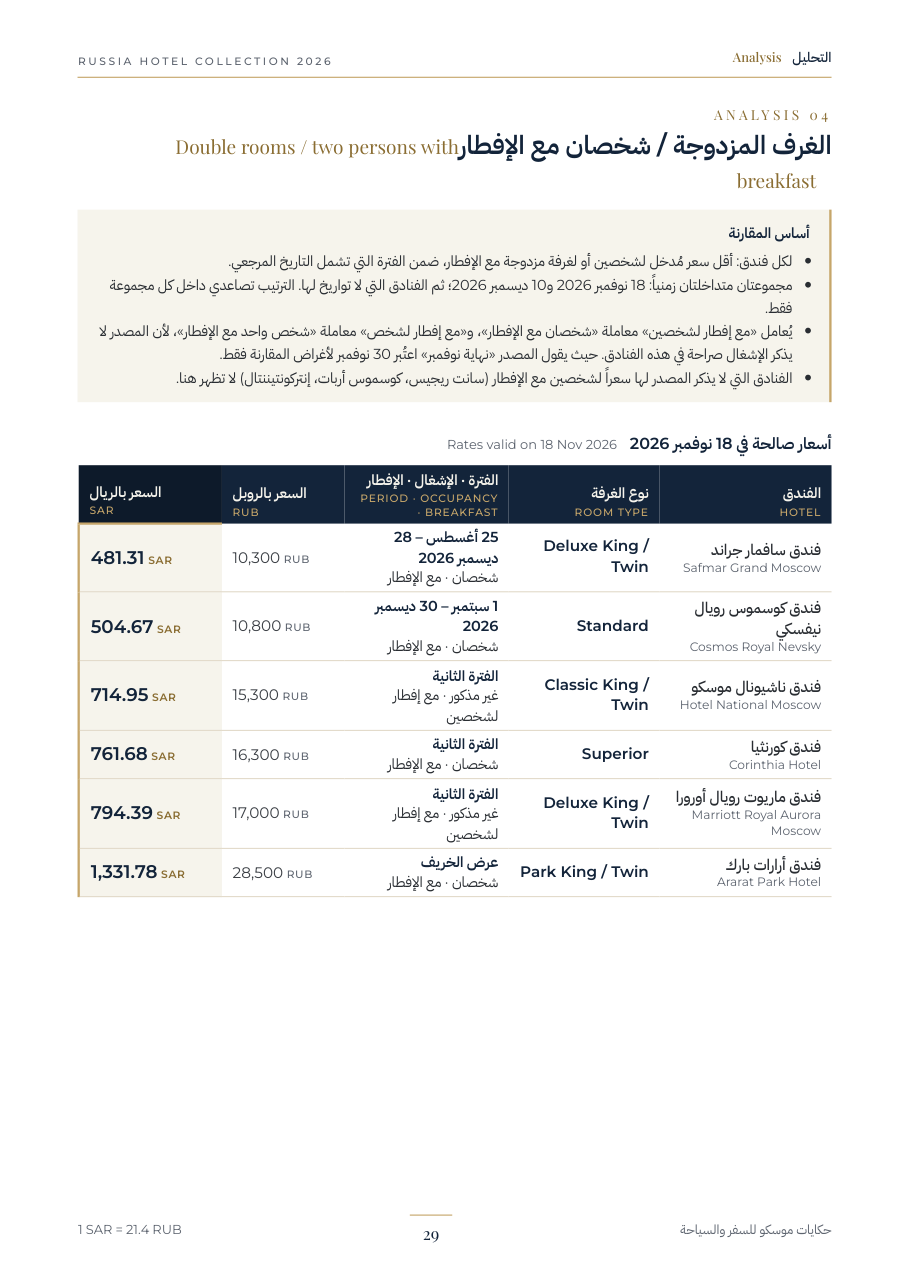 التحليل Analysis
RUSSIA HOTEL COLLECTION 2026
ANALYSIS 04
الغرف المزدوجة / شخصان مع الإفطار Double rooms / two persons with
breakfast
أساس المقارنة
• لكل فندق: أقل سعر مُدخل لشخصين أو لغرفة مزدوجة مع الإفطار، ضمن الفترة التي تشمل التاريخ المرجعي.
• مجموعتان متداخلتان زمنياً: 18 نوفمبر 2026 و10 ديسمبر 2026؛ ثم الفنادق التي لا تواريخ لها. الترتيب تصاعدي داخل كل مجموعة
فقط.
• يُعامل «مع إفطار لشخصين» معاملة «شخصان مع الإفطار»، و«مع إفطار لشخص» معاملة «شخص واحد مع الإفطار»، لأن المصدر لا
يذكر الإشغال صراحة في هذه الفنادق. حيث يقول المصدر «نهاية نوفمبر» اعتُبر 30 نوفمبر لأغراض المقارنة فقط.
• الفنادق التي لا يذكر المصدر لها سعراً لشخصين مع الإفطار (سانت ريجيس، كوسموس أربات، إنتركونتيننتال) لا تظهر هنا.
أسعار صالحة في 18 نوفمبر 2026 Rates valid on 18 Nov 2026
الفندق
HOTEL
نوع الغرفة
ROOM TYPE
الفترة · الإشغال · الإفطار
PERIOD · OCCUPANCY
· BREAKFAST
السعر بالروبل
RUB
السعر بالريال
SAR
فندق سافمار جراند
Safmar Grand Moscow
Deluxe King /
Twin
25 أغسطس – 28
ديسمبر 2026
شخصان · مع الإفطار
10,300 RUB
481.31 SAR
فندق كوسموس رويال
نيفسكي
Cosmos Royal Nevsky
Standard
1 سبتمبر – 30 ديسمبر
2026
شخصان · مع الإفطار
10,800 RUB
504.67 SAR
فندق ناشيونال موسكو
Hotel National Moscow
Classic King /
Twin
الفترة الثانية
غير مذكور · مع إفطار
لشخصين
15,300 RUB
714.95 SAR
فندق كورنثيا
Corinthia Hotel
Superior
الفترة الثانية
شخصان · مع الإفطار
16,300 RUB
761.68 SAR
فندق ماريوت رويال أورورا
Marriott Royal Aurora
Moscow
Deluxe King /
Twin
الفترة الثانية
غير مذكور · مع إفطار
لشخصين
17,000 RUB
794.39 SAR
فندق أرارات بارك
Ararat Park Hotel
Park King / Twin
عرض الخريف
شخصان · مع الإفطار
28,500 RUB
1,331.78 SAR
حكايات موسكو للسفر والسياحة
29
1 SAR = 21.4 RUB